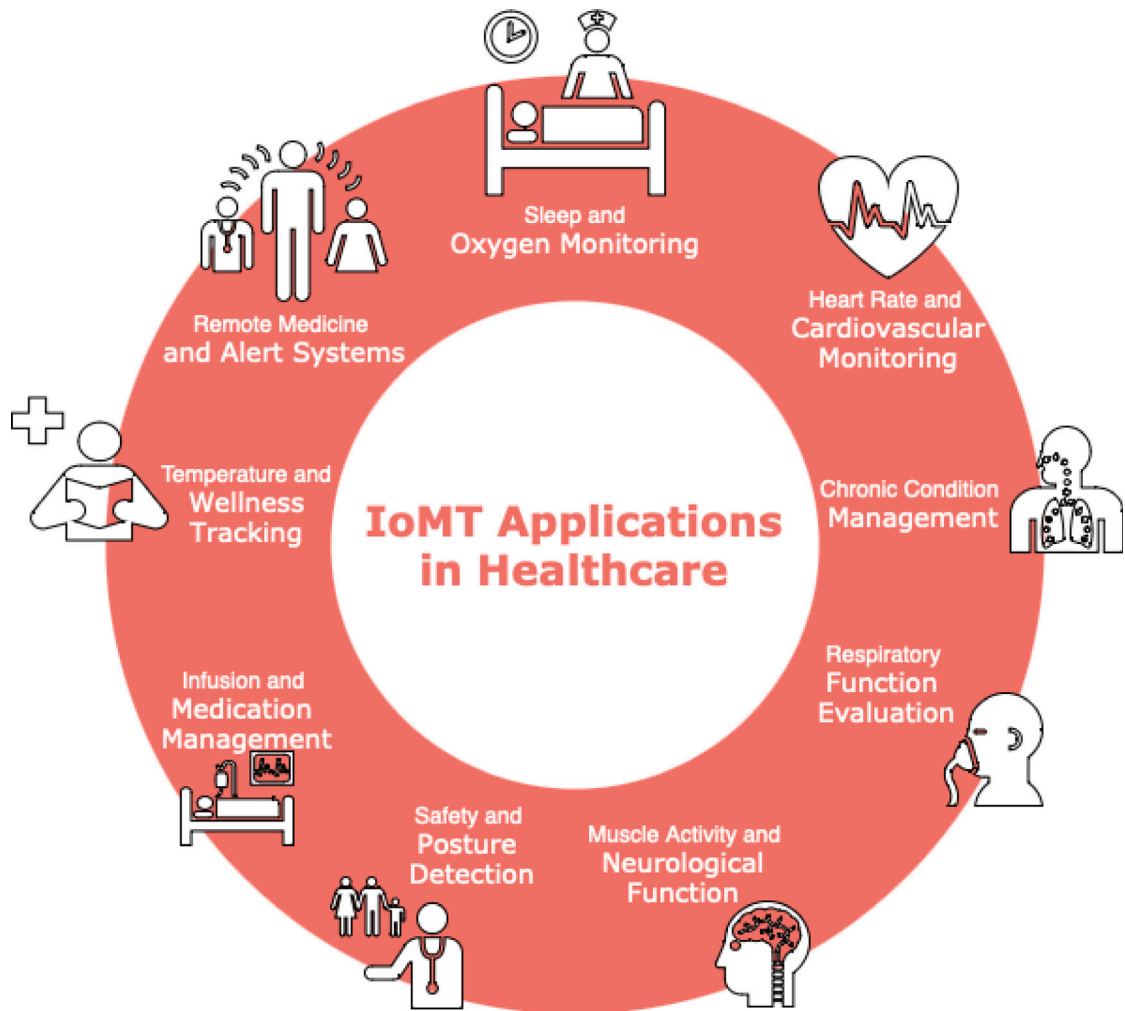 Sleep and
Oxygen Monitoring
Heart Rate and
Cardiovascular
Monitoring
Chronic Condition
Management
Respiratory
Function
Evaluation
Muscle Activity and
Neurological
Function
Safety and
Posture
Detection
Infusion and
Medication
Management
Temperature and
Wellness
Tracking
Remote Medicine
and Alert Systems
IoMT Applications
in Healthcare